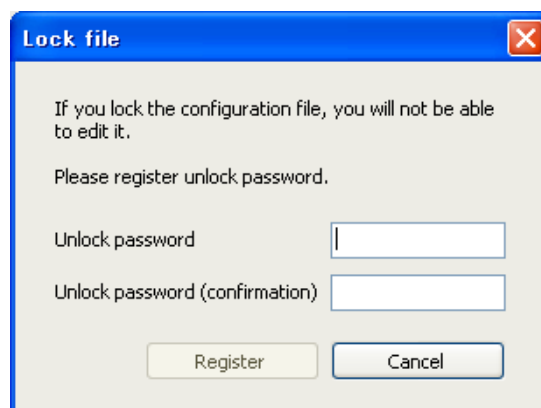 Lock file
If you lock the configuration file, you will not be able
to edit it.
Please register unlock password.
Unlock password
Unlock password (confirmation)
Register Cancel